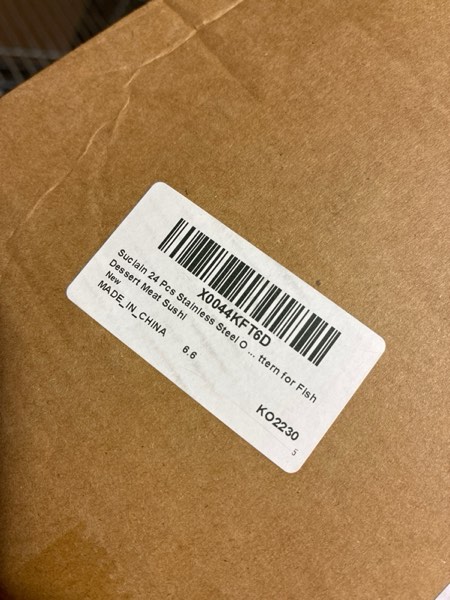 X0044KFT6D
Suclain 24 Pcs Stainless Steel O ... ttern for Fish
Dessert Meat Sushi
New
MADE_IN_CHINA
6.6
KO2230
5